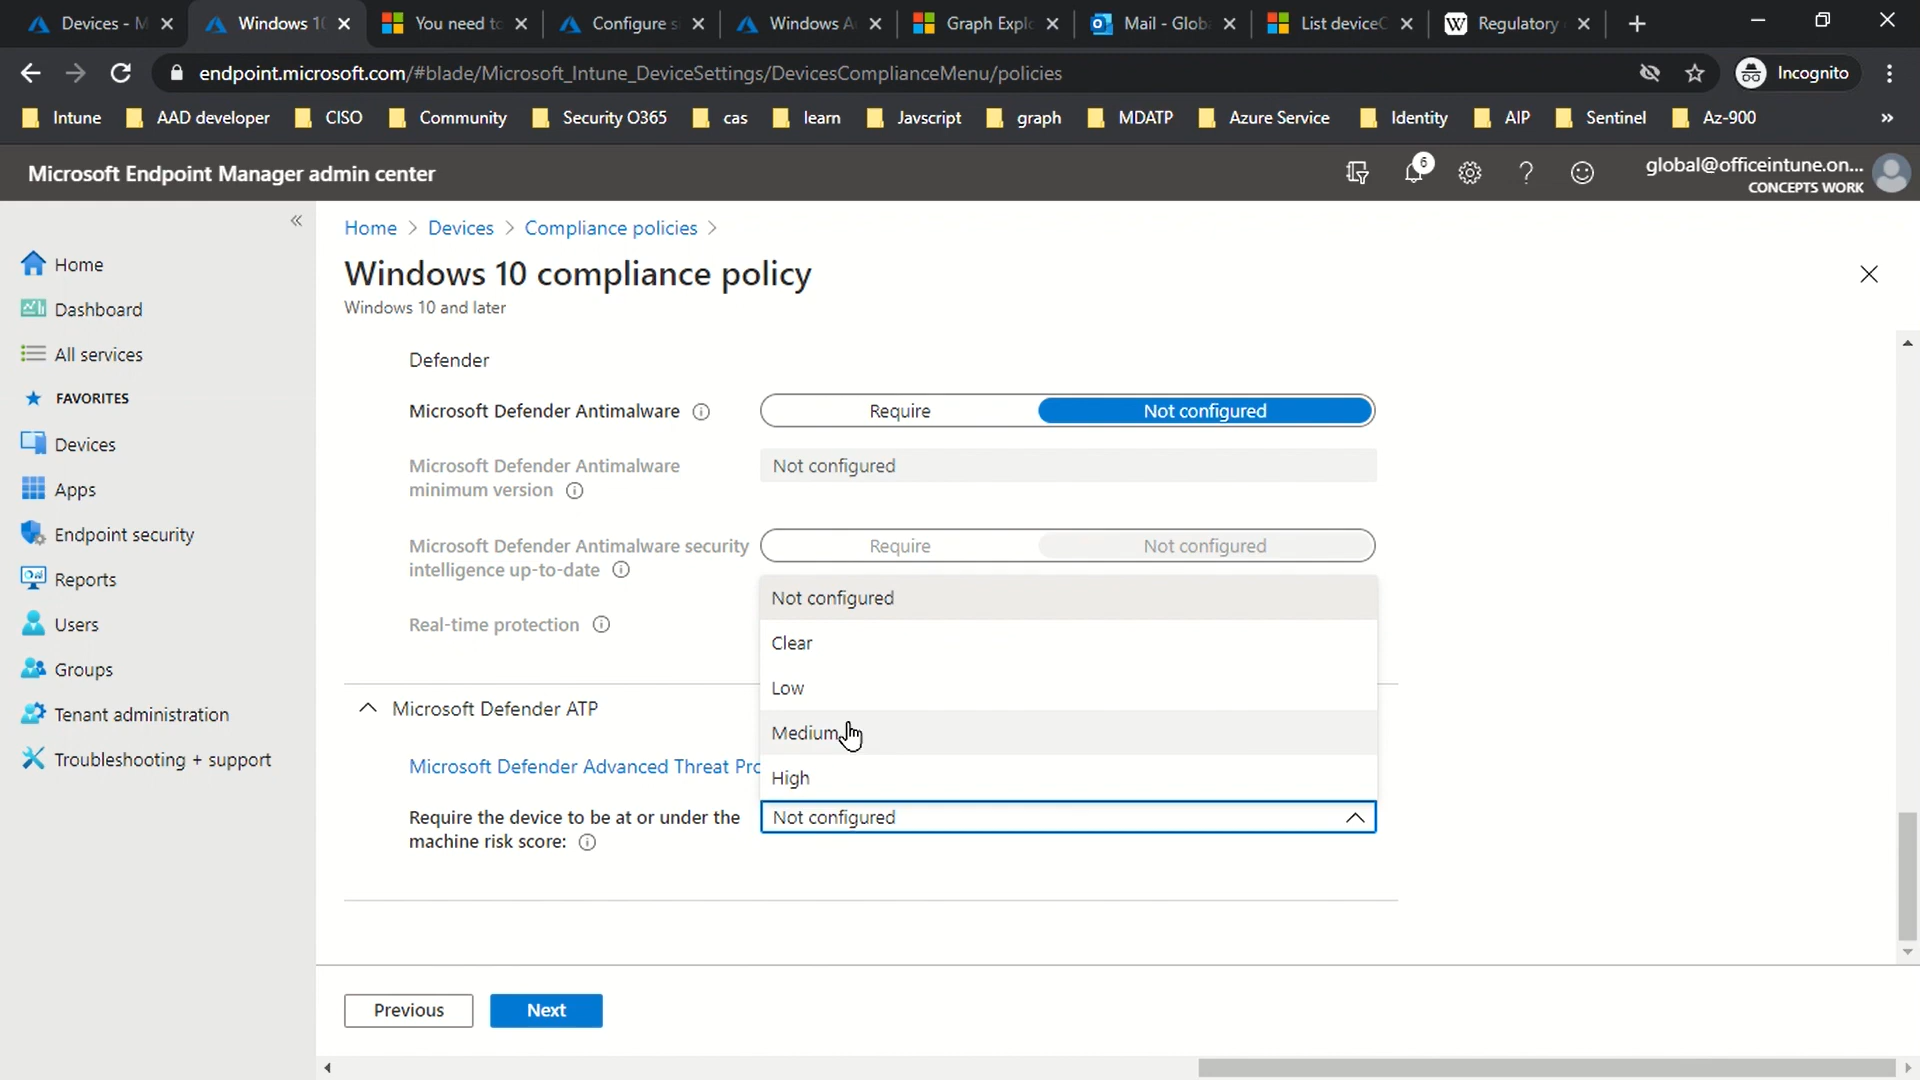 Devices - M
Windows 10
You need to
Configure s
Windows A
Graph Expl
Mail - Glob
List deviceC
Regulatory
endpoint.microsoft.com/#blade/Microsoft_Intune_DeviceSettings/DevicesComplianceMenu/policies
Incognito
Intune
AAD developer
CISO
Community
Security O365
cas
learn
Javscript
graph
MDATP
Azure Service
Identity
AIP
Sentinel
Az-900
Microsoft Endpoint Manager admin center
6
global@officeintune.on...
CONCEPTS WORK
Home
Dashboard
All services
FAVORITES
Devices
Apps
Endpoint security
Reports
Users
Groups
Tenant administration
Troubleshooting + support
Home > Devices > Compliance policies >
Windows 10 compliance policy
Windows 10 and later
Defender
Microsoft Defender Antimalware
Require
Not configured
Microsoft Defender Antimalware
minimum version
Not configured
Microsoft Defender Antimalware security
intelligence up-to-date
Require
Not configured
Real-time protection
Not configured
Clear
Low
Medium
High
Microsoft Defender ATP
Microsoft Defender Advanced Threat Pro
Require the device to be at or under the
machine risk score:
Not configured
Previous
Next